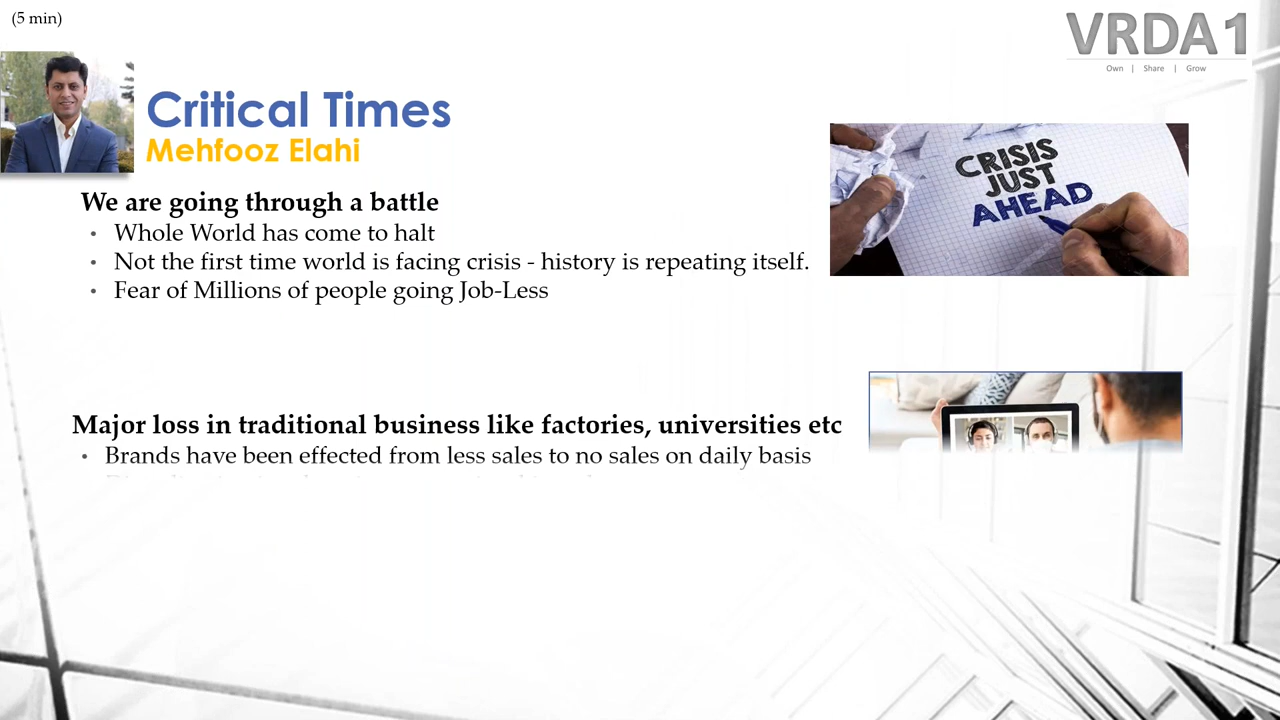 (5 min)
VRDA1
Own | Share | Grow
Critical Times
Mehfooz Elahi
CRISIS
JUST
AHEAD
We are going through a battle
• Whole World has come to halt
• Not the first time world is facing crisis - history is repeating itself.
• Fear of Millions of people going Job-Less
Major loss in traditional business like factories, universities etc
• Brands have been effected from less sales to no sales on daily basis